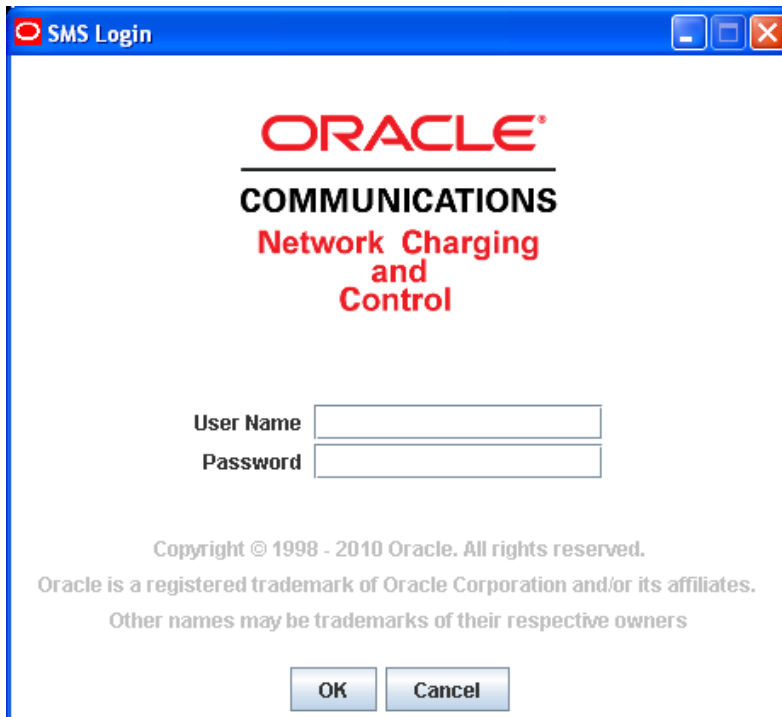 SMS Login
ORACLE®
COMMUNICATIONS
Network Charging
and
Control
User Name
Password
Copyright © 1998 - 2010 Oracle. All rights reserved.
Oracle is a registered trademark of Oracle Corporation and/or its affiliates.
Other names may be trademarks of their respective owners
OK Cancel